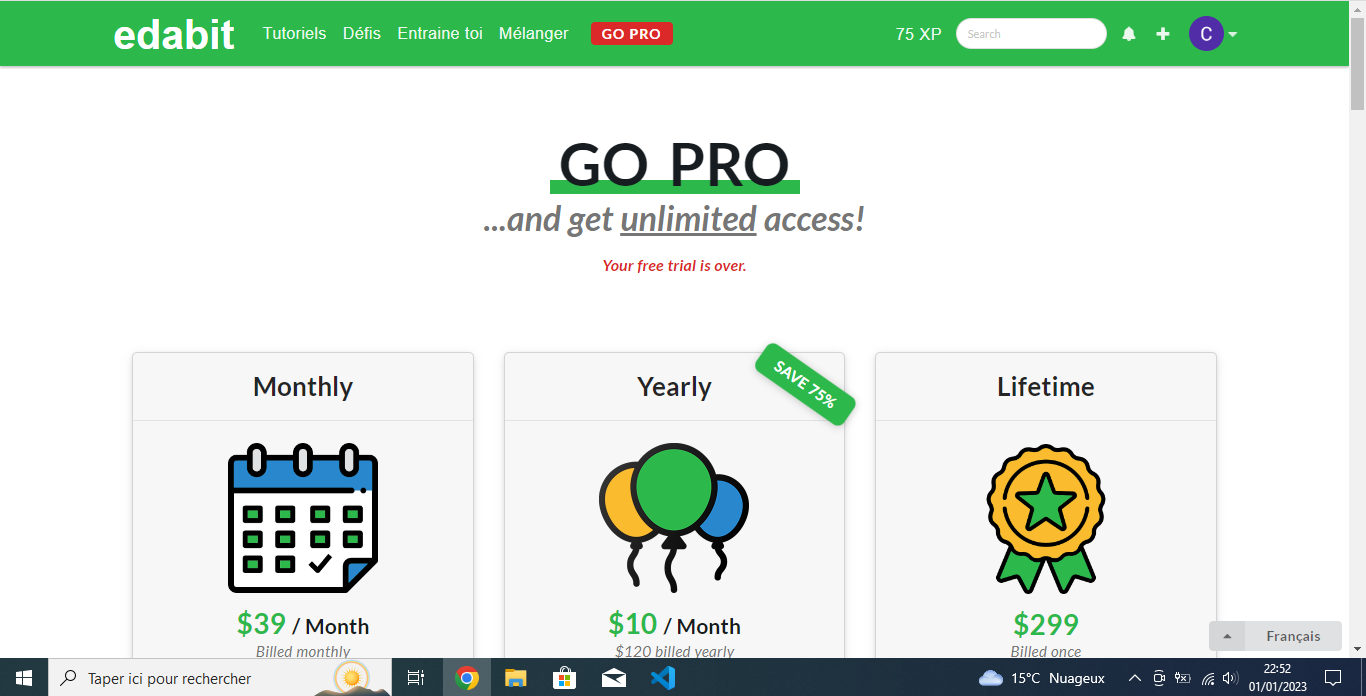 edabit Tutoriels Défis Entraine toi Mélanger GO PRO 75 XP Search C
GO PRO
...and get unlimited access!
Your free trial is over.
Monthly
Yearly
SAVE 75%
Lifetime
$39 / Month
Billed monthly
$10 / Month
$120 billed yearly
$299
Billed once
Français
Taper ici pour rechercher
15°C Nuageux
22:52
01/01/2023